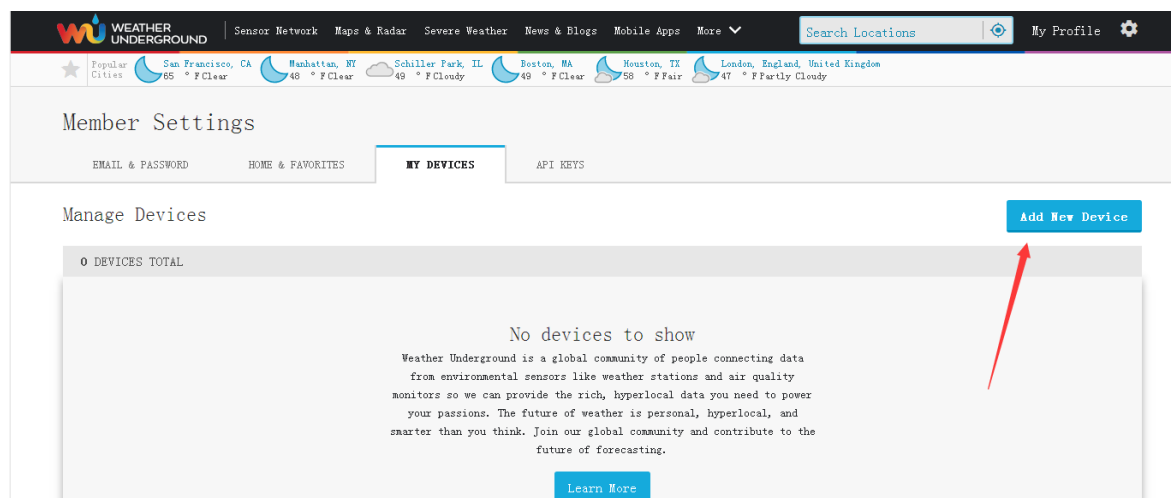 WEATHER UNDERGROUND
Sensor Network Maps & Radar Severe Weather News & Blogs Mobile Apps More Search Locations My Profile
Popular Cities
San Francisco, CA
65 ° F Clear
Manhattan, NY
48 ° F Clear
Schiller Park, IL
49 ° F Cloudy
Boston, MA
49 ° F Clear
Houston, TX
58 ° F Fair
London, England, United Kingdom
47 ° F Partly Cloudy
Member Settings
EMAIL & PASSWORD HOME & FAVORITES MY DEVICES API KEYS
Manage Devices
Add New Device
0 DEVICES TOTAL
No devices to show
Weather Underground is a global community of people connecting data
from environmental sensors like weather stations and air quality
monitors so we can provide the rich, hyperlocal data you need to power
your passions. The future of weather is personal, hyperlocal, and
smarter than you think. Join our global community and contribute to the
future of forecasting.
Learn More